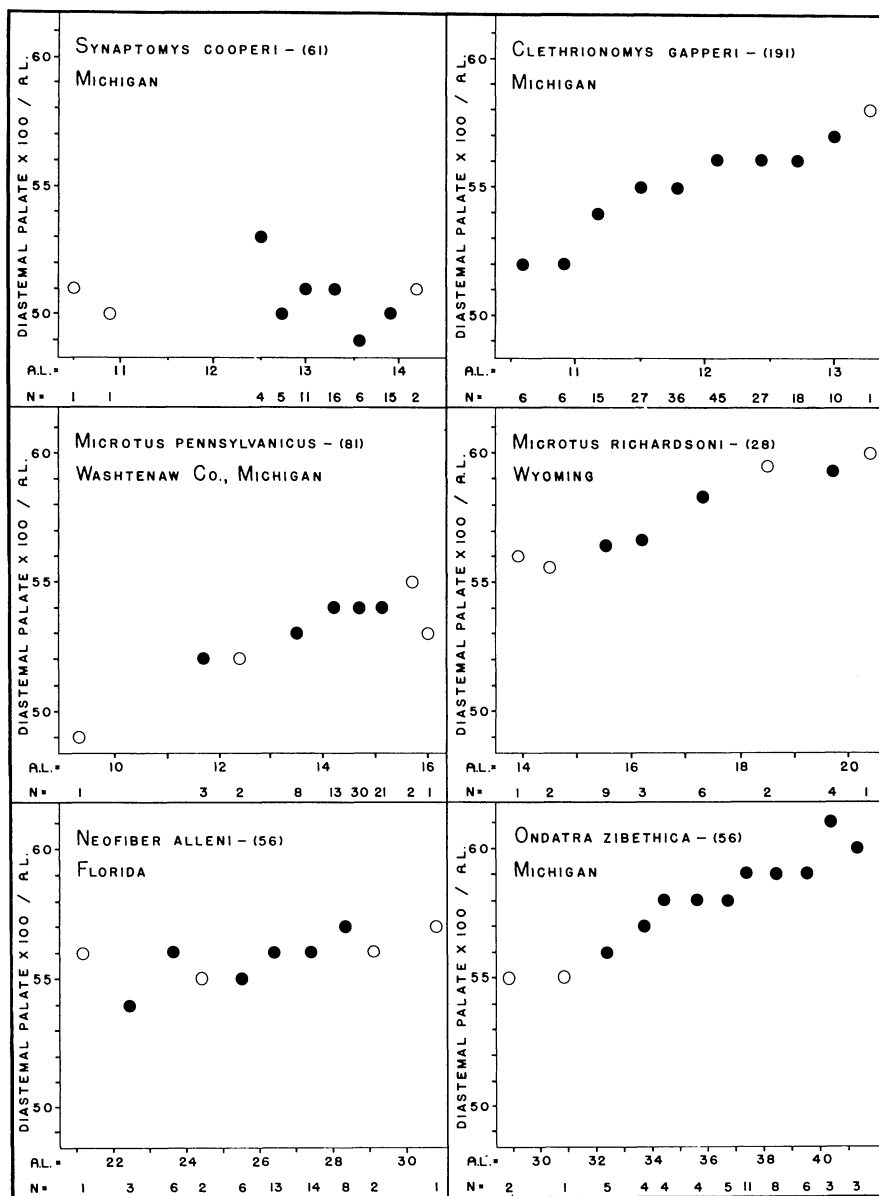 SYNAPTOMYS COOPERI – (61)
MICHIGAN
DIASTEMAL PALATE X 100 / A.L.
60
55
50
A.L.= 11 12 13 14
N= 1 1 4 5 11 16 6 15 2
CLETHRIONOMYS GAPPERI – (191)
MICHIGAN
DIASTEMAL PALATE X 100 / A.L.
60
55
50
11 12 13
6 6 15 27 36 45 27 18 10 1
MICROTUS PENNSYLVANICUS – (81)
WASHTENAW CO., MICHIGAN
DIASTEMAL PALATE X 100 / A.L.
60
55
50
A.L.= 10 12 14 16
N= 1 3 2 8 13 30 21 2 1
MICROTUS RICHARDSONI – (28)
WYOMING
DIASTEMAL PALATE X 100 / A.L.
60
55
50
14 16 18 20
1 2 9 3 6 2 4 1
NEOFIBER ALLENI – (56)
FLORIDA
DIASTEMAL PALATE X 100 / A.L.
60
55
50
A.L.= 22 24 26 28 30
N= 1 3 6 2 6 13 14 8 2 1
ONDATRA ZIBETHICA – (56)
MICHIGAN
DIASTEMAL PALATE X 100 / A.L.
60
55
50
A.L.= 30 32 34 36 38 40
N= 2 1 5 4 4 4 5 11 8 6 3 3